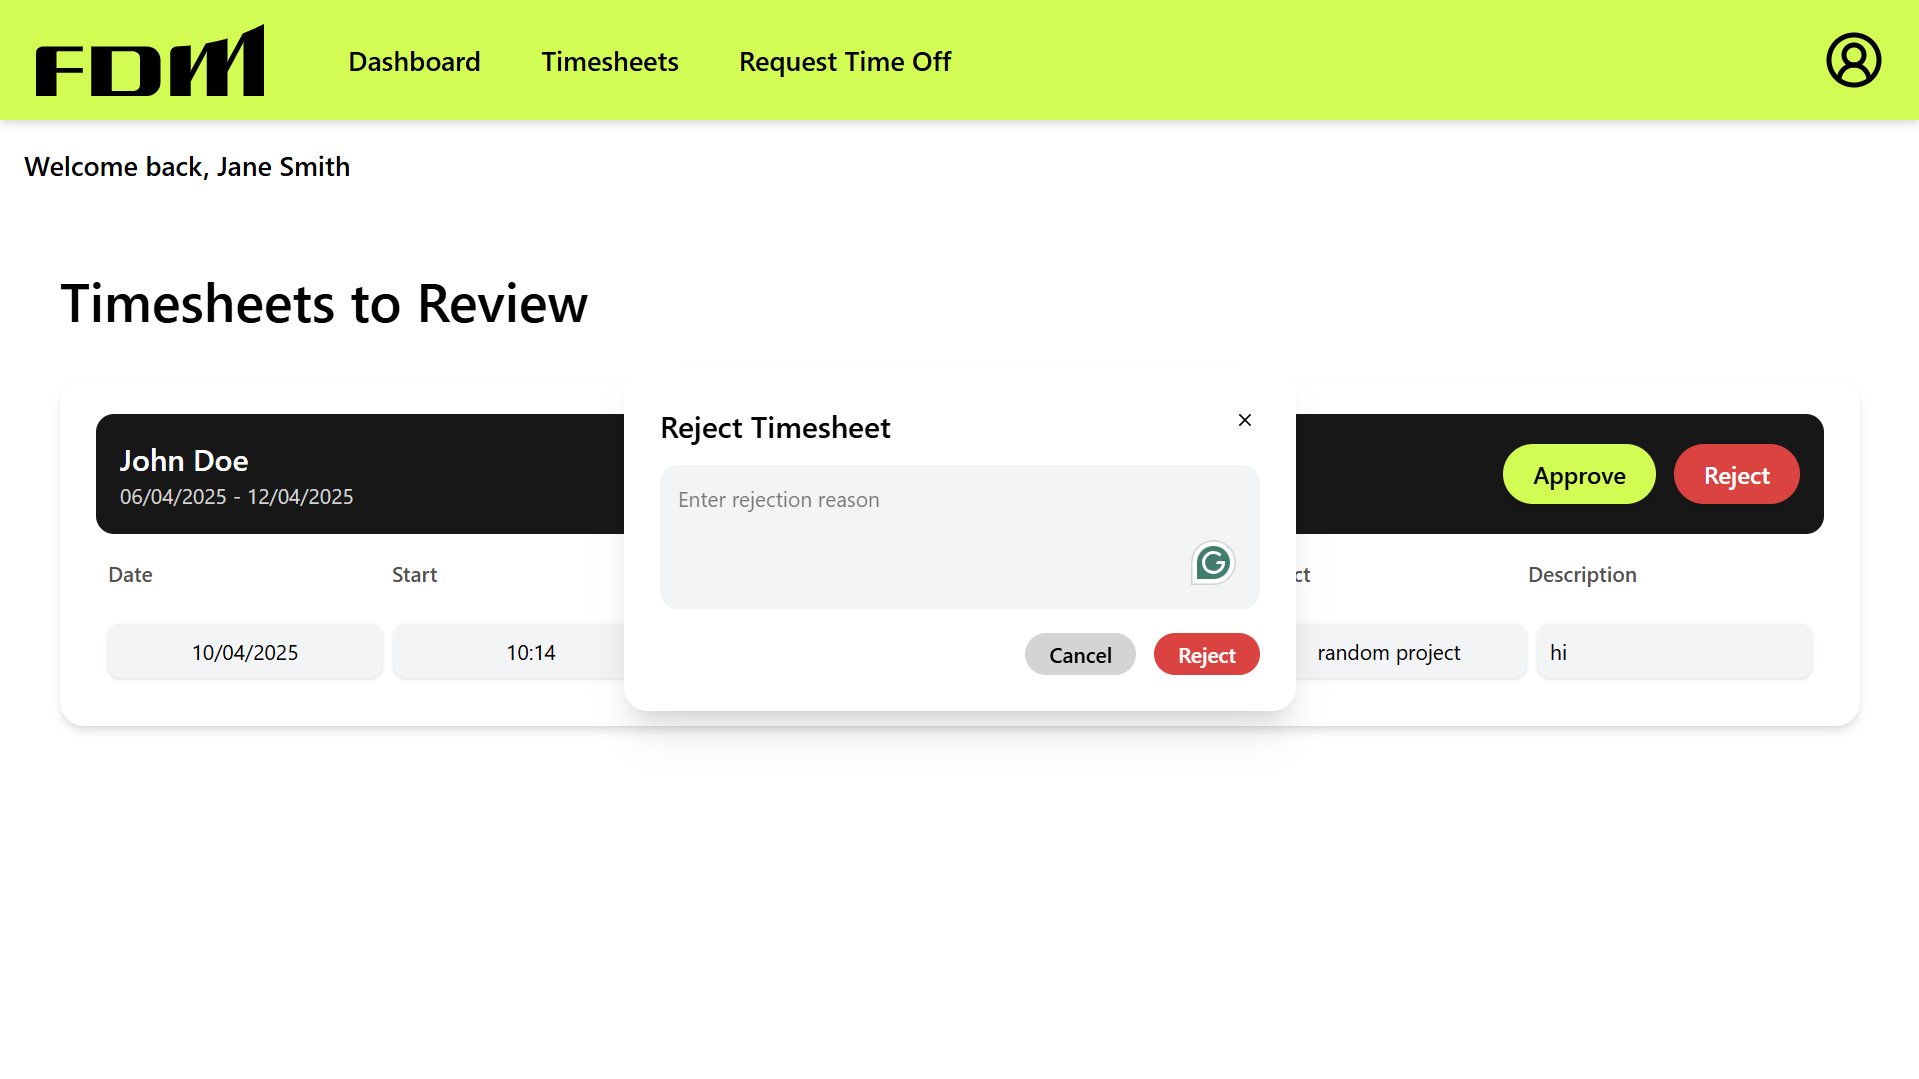 FDM
Dashboard Timesheets Request Time Off
Welcome back, Jane Smith
Timesheets to Review
John Doe
06/04/2025 - 12/04/2025
Approve Reject
Reject Timesheet
Enter rejection reason
Cancel Reject
Date Start ct Description
10/04/2025 10:14 random project hi